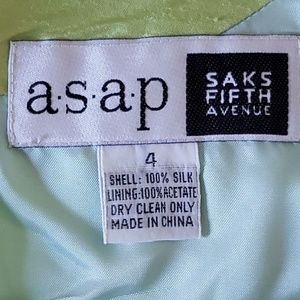 a·s·a·p
SAKS
FIFTH
AVENUE
4
SHELL: 100% SILK
LINING:100%ACETATE
DRY CLEAN ONLY
MADE IN CHINA